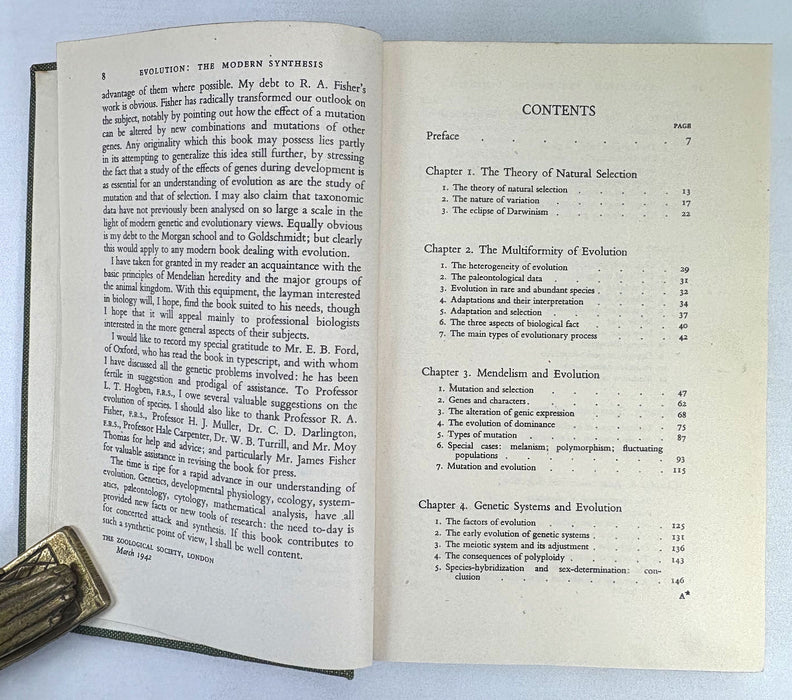 8 EVOLUTION: THE MODERN SYNTHESIS
advantage of them where possible. My debt to R. A. Fisher's
work is obvious. Fisher has radically transformed our outlook on
the subject, notably by pointing out how the effect of a mutation
can be altered by new combinations and mutations of other
genes. Any originality which this book may possess lies partly
in its attempting to generalize this idea still further, by stressing
the fact that a study of the effects of genes during development is
as essential for an understanding of evolution as are the study of
mutation and that of selection. I may also claim that taxonomic
data have not previously been analysed on so large a scale in the
light of modern genetic and evolutionary views. Equally obvious
is my debt to the Morgan school and to Goldschmidt; but clearly
this would apply to any modern book dealing with evolution.
I have taken for granted in my reader an acquaintance with the
basic principles of Mendelian heredity and the major groups of
the animal kingdom. With this equipment, the layman interested
in biology will, I hope, find the book suited to his needs, though
I hope that it will appeal mainly to professional biologists
interested in the more general aspects of their subjects.
I would like to record my special gratitude to Mr. E. B. Ford,
of Oxford, who has read the book in typescript, and with whom
I have discussed all the genetic problems involved: he has been
fertile in suggestion and prodigal of assistance. To Professor
L. T. Hogben, F.R.S., I owe several valuable suggestions on the
evolution of species. I should also like to thank Professor R. A.
Fisher, F.R.S., Professor H. J. Muller, Dr. C. D. Darlington,
F.R.S., Professor Hale Carpenter, Dr. W. B. Turrill, and Mr. Moy
Thomas for help and advice; and particularly Mr. James Fisher
for valuable assistance in revising the book for press.
The time is ripe for a rapid advance in our understanding of
evolution. Genetics, developmental physiology, ecology, system-
atics, paleontology, cytology, mathematical analysis, have all
provided new facts or new tools of research: the need to-day is
for concerted attack and synthesis. If this book contributes to
such a synthetic point of view, I shall be well content.
THE ZOOLOGICAL SOCIETY, LONDON
March 1942
CONTENTS
PAGE
Preface . . . . . . . 7
Chapter 1. The Theory of Natural Selection
1. The theory of natural selection . . . . 13
2. The nature of variation . . . . . 17
3. The eclipse of Darwinism . . . . . 22
Chapter 2. The Multiformity of Evolution
1. The heterogeneity of evolution . . . . 29
2. The paleontological data . . . . 31
3. Evolution in rare and abundant species . . . . 32
4. Adaptations and their interpretation . . . . 34
5. Adaptation and selection . . . . . 37
6. The three aspects of biological fact . . . . 40
7. The main types of evolutionary process . . . . 42
Chapter 3. Mendelism and Evolution
1. Mutation and selection . . . . . 47
2. Genes and characters . . . . . . 62
3. The alteration of genic expression . . . . 68
4. The evolution of dominance . . . . 75
5. Types of mutation . . . . . 87
6. Special cases: melanism; polymorphism; fluctuating
populations . . . . . . 93
7. Mutation and evolution . . . . . 115
Chapter 4. Genetic Systems and Evolution
1. The factors of evolution . . . . . 125
2. The early evolution of genetic systems . . . . 131
3. The meiotic system and its adjustment . . . . 136
4. The consequences of polyploidy . . . . 143
5. Species-hybridization and sex-determination: con-
clusion . . . . . . . 146
A*